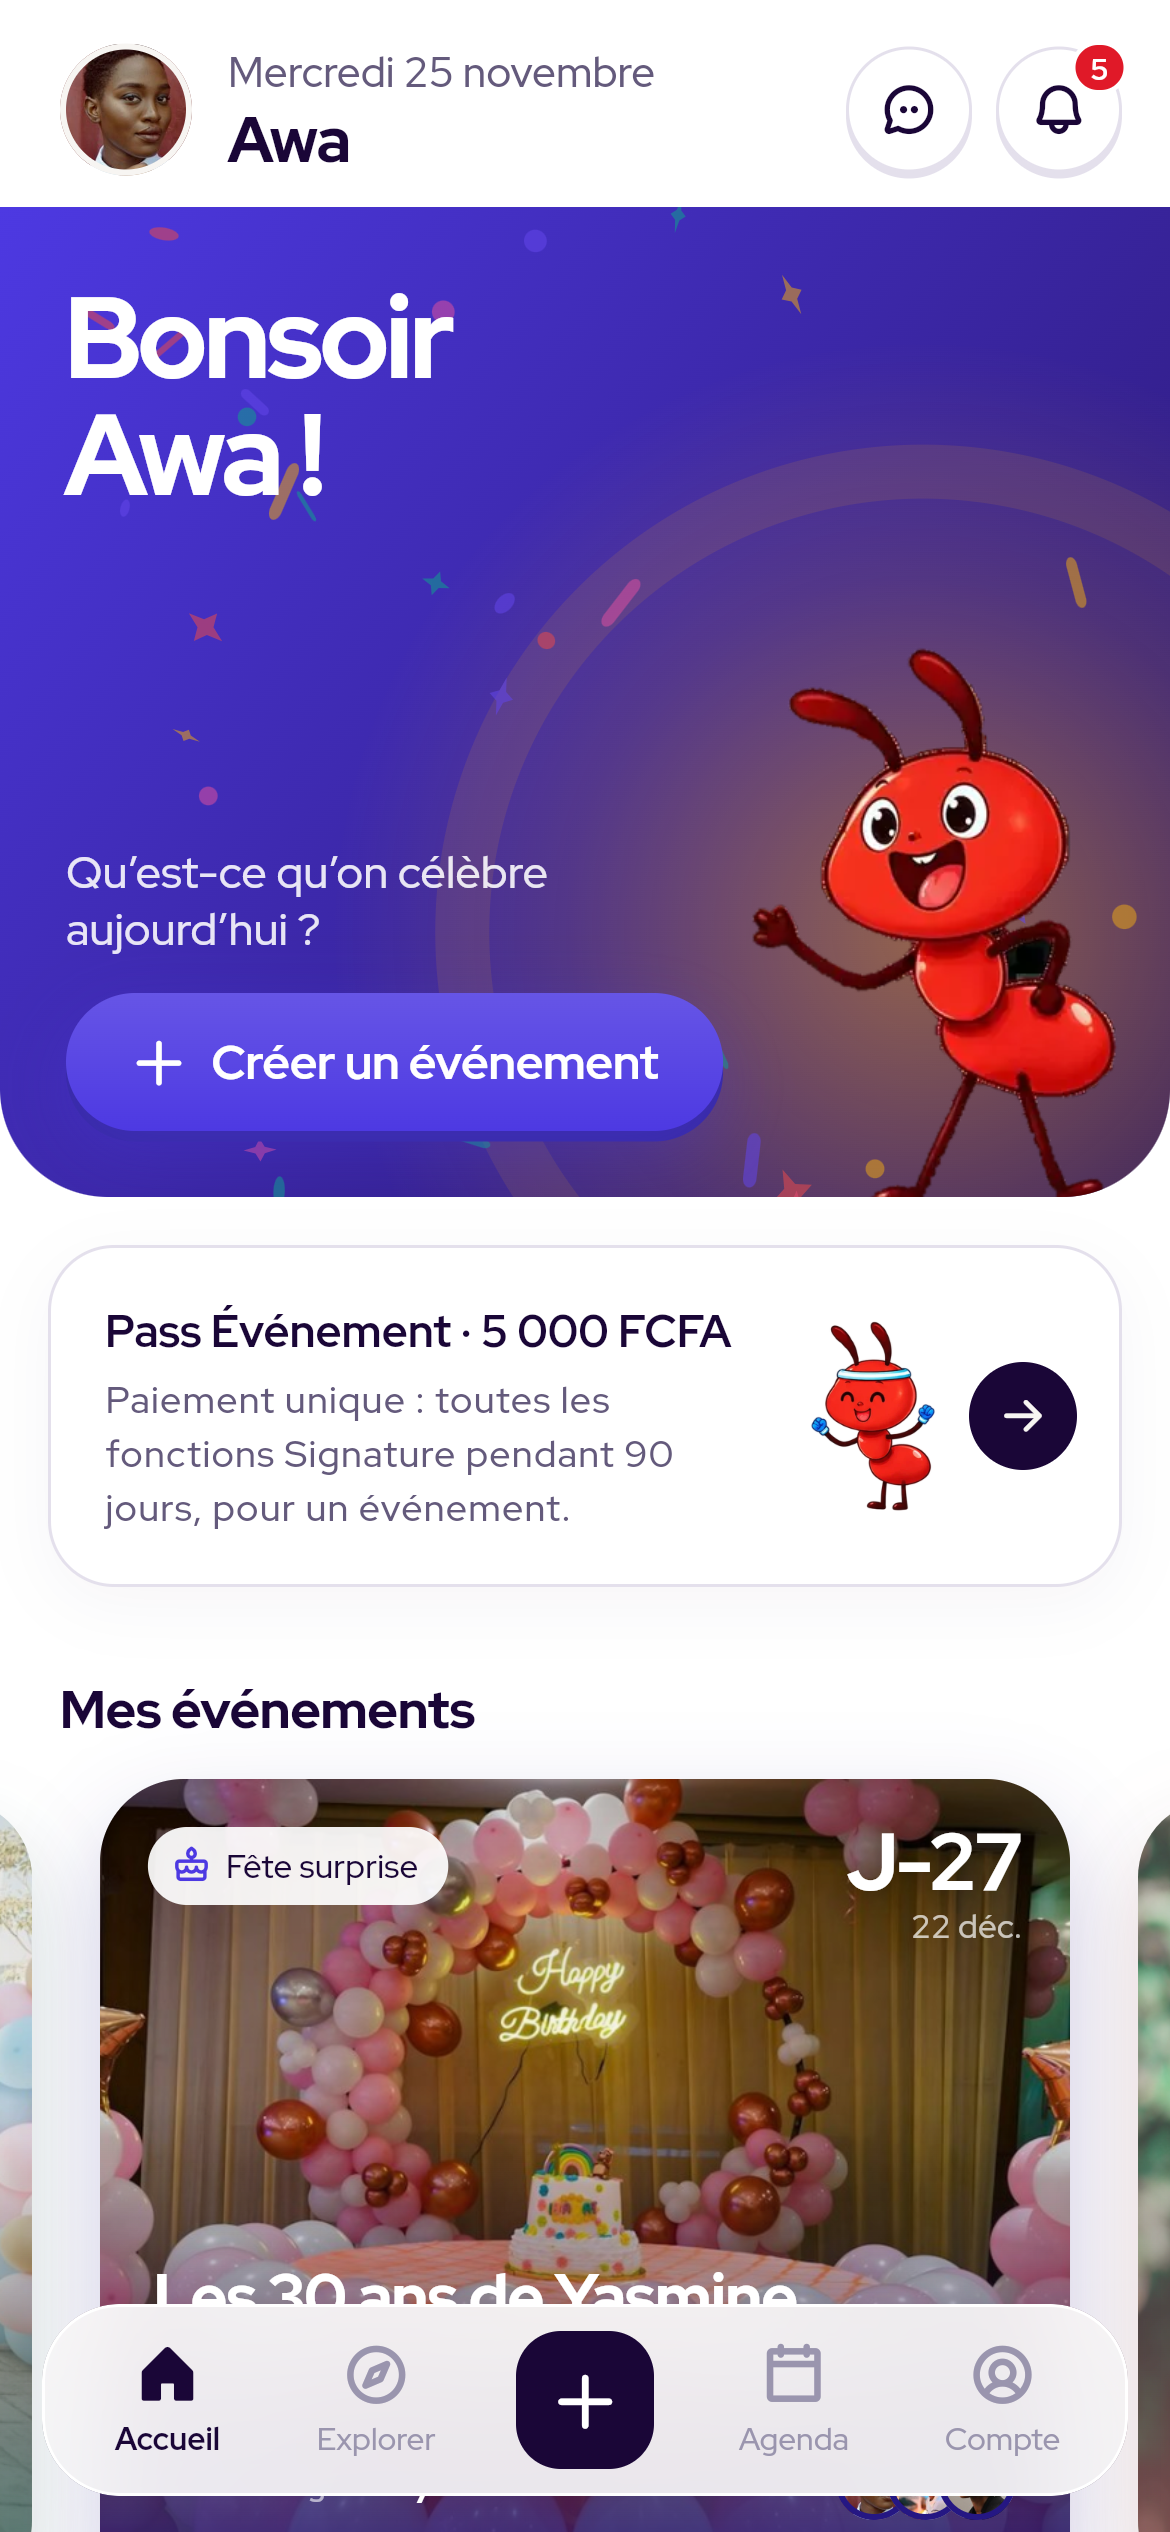 Mercredi 25 novembre
Awa
5
Bonsoir
Awa !
Qu’est-ce qu’on célèbre
aujourd’hui ?
Créer un événement
Pass Événement · 5 000 FCFA
Paiement unique : toutes les
fonctions Signature pendant 90
jours, pour un événement.
Mes événements
Fête surprise
J-27
22 déc.
Happy
Birthday
Les 30 ans de Yasmine
Accueil
Explorer
Agenda
Compte